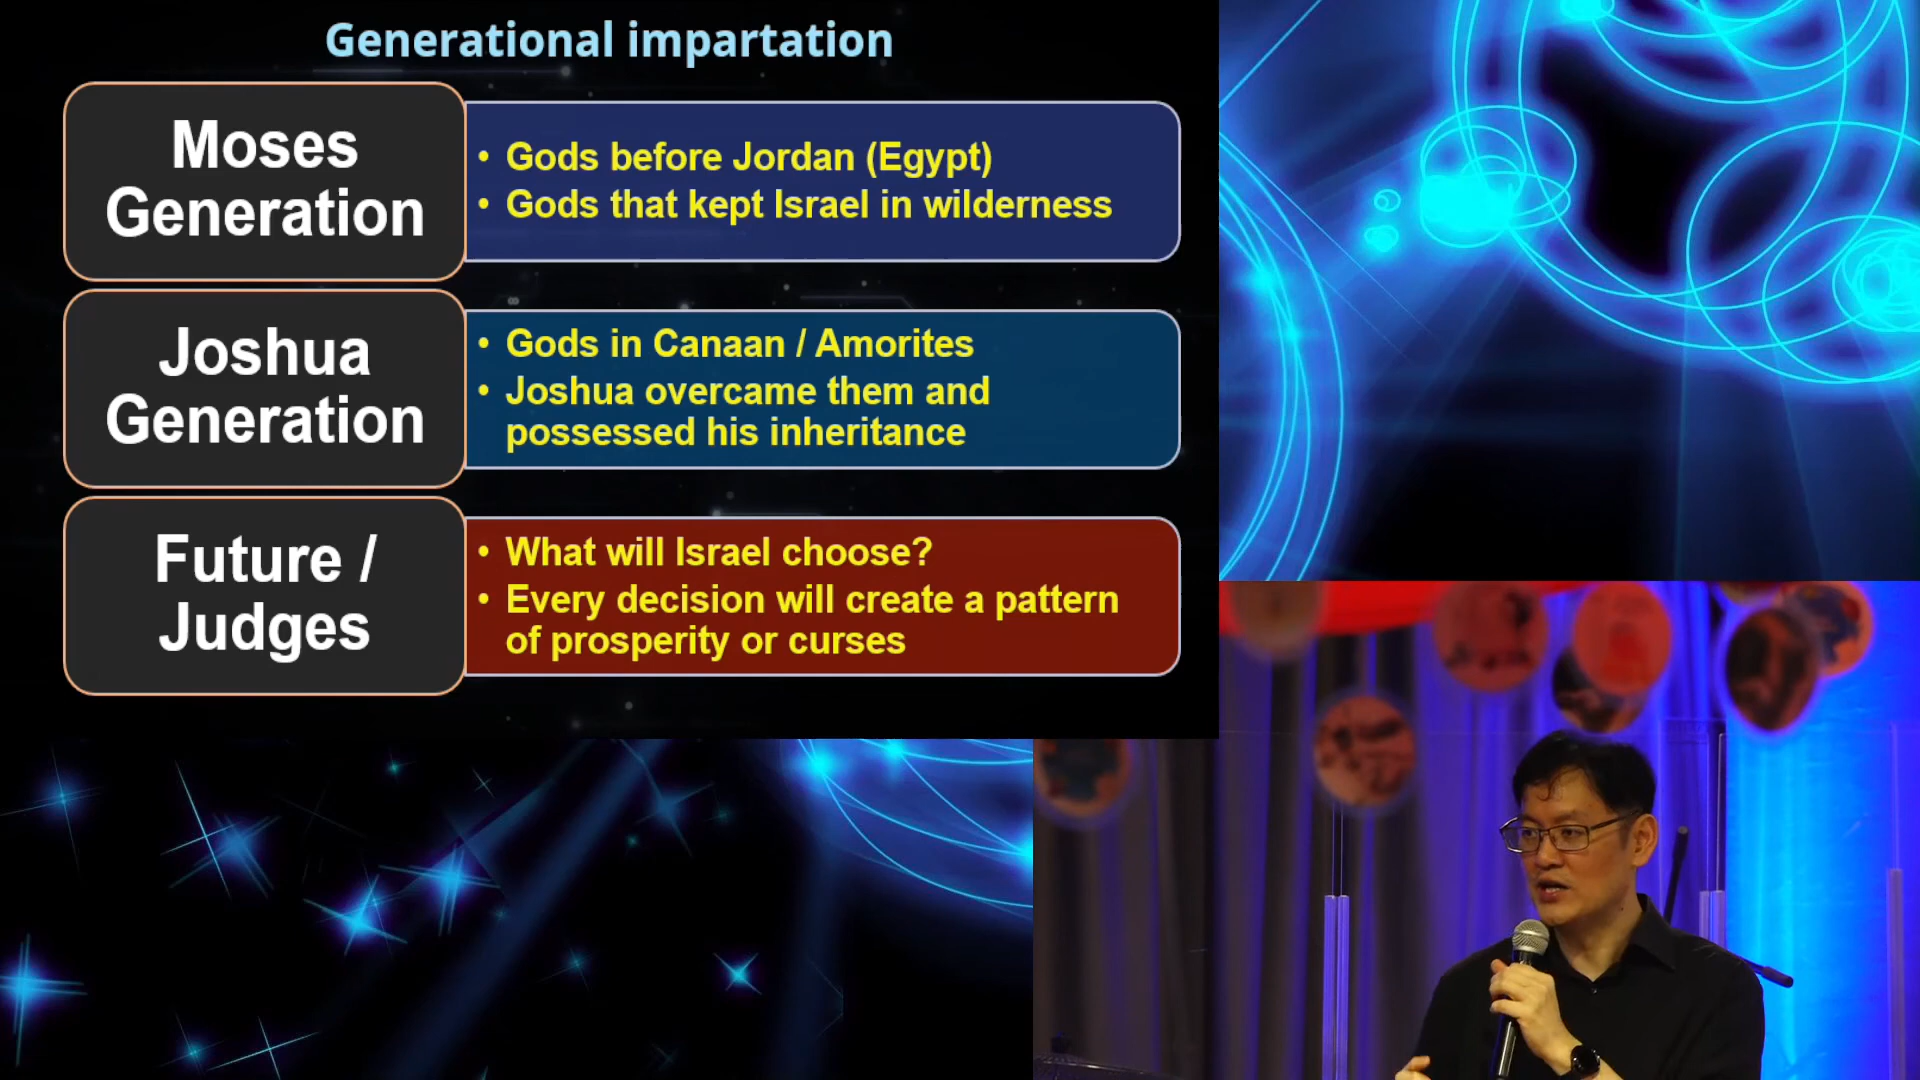 Generational impartation
Moses
Generation
• Gods before Jordan (Egypt)
• Gods that kept Israel in wilderness
Joshua
Generation
• Gods in Canaan / Amorites
• Joshua overcame them and
possessed his inheritance
Future /
Judges
• What will Israel choose?
• Every decision will create a pattern
of prosperity or curses